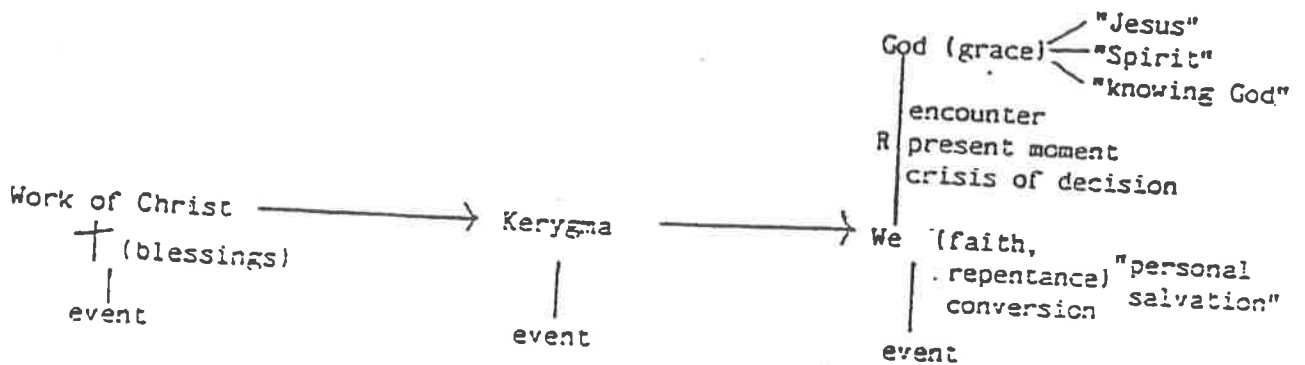 "Jesus"
God (grace)
"Spirit"
"knowing God"
encounter
R present moment
crisis of decision
Work of Christ
(blessings)
event
Kerygma
event
We (faith,
repentance)
conversion
"personal
salvation"
event